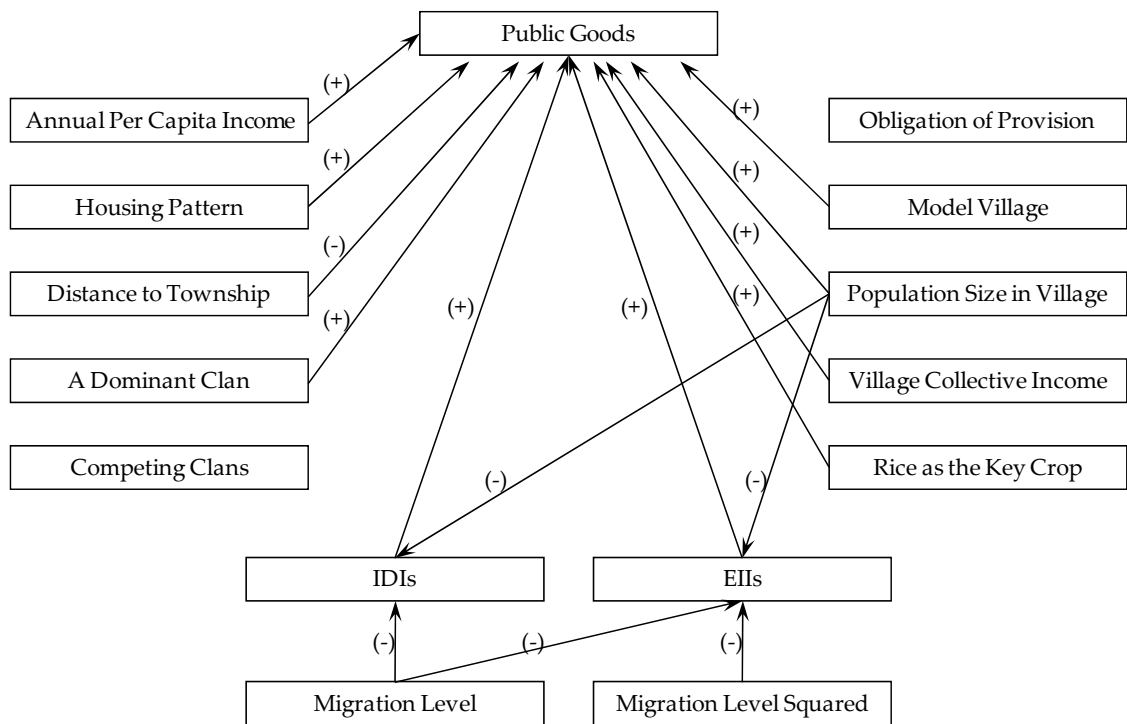 Public Goods
(+)
Annual Per Capita Income
Obligation of Provision
(+)
(+)
(+)
Housing Pattern
Model Village
(-)
(+)
(+)
Distance to Township
Population Size in Village
(+)
(+)
(+)
(+)
A Dominant Clan
Village Collective Income
Competing Clans
Rice as the Key Crop
(-)
(-)
IDIs
EIIs
(-)
(-)
(-)
Migration Level
Migration Level Squared